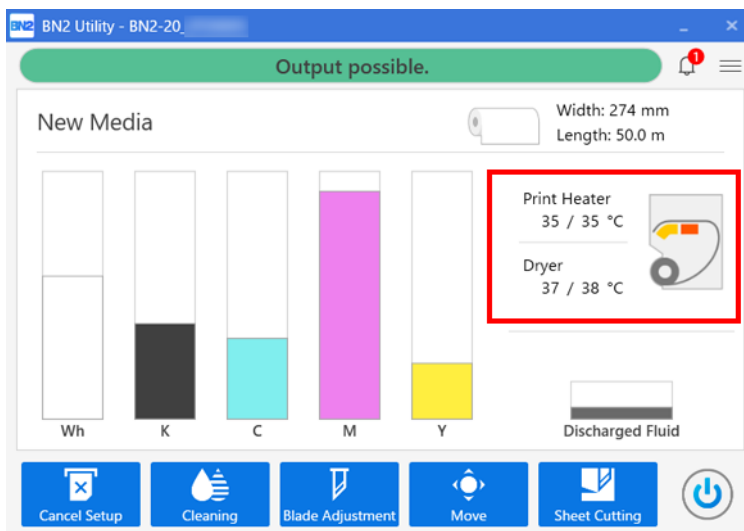 BN2 BN2 Utility - BN2-20_
Output possible.
1
New Media
Width: 274 mm
Length: 50.0 m
Print Heater
35 / 35 °C
Dryer
37 / 38 °C
Wh K C M Y
Discharged Fluid
Cancel Setup Cleaning Blade Adjustment Move Sheet Cutting